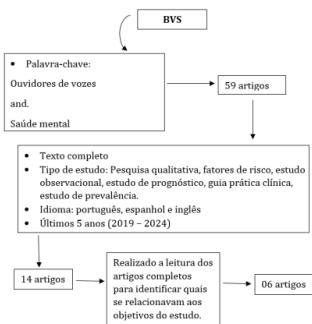 BVS
• Palavra-chave:
Ouvidores de vozes
and.
Saúde mental
59 artigos
• Texto completo
• Tipo de estudo: Pesquisa qualitativa, fatores de risco, estudo
observacional, estudo de prognóstico, guia prática clínica,
estudo de prevalência.
• Idioma: português, espanhol e inglês
• Últimos 5 anos (2019 – 2024)
14 artigos
Realizado a leitura dos
artigos completos
para identificar quais
se relacionavam aos
objetivos do estudo.
06 artigos